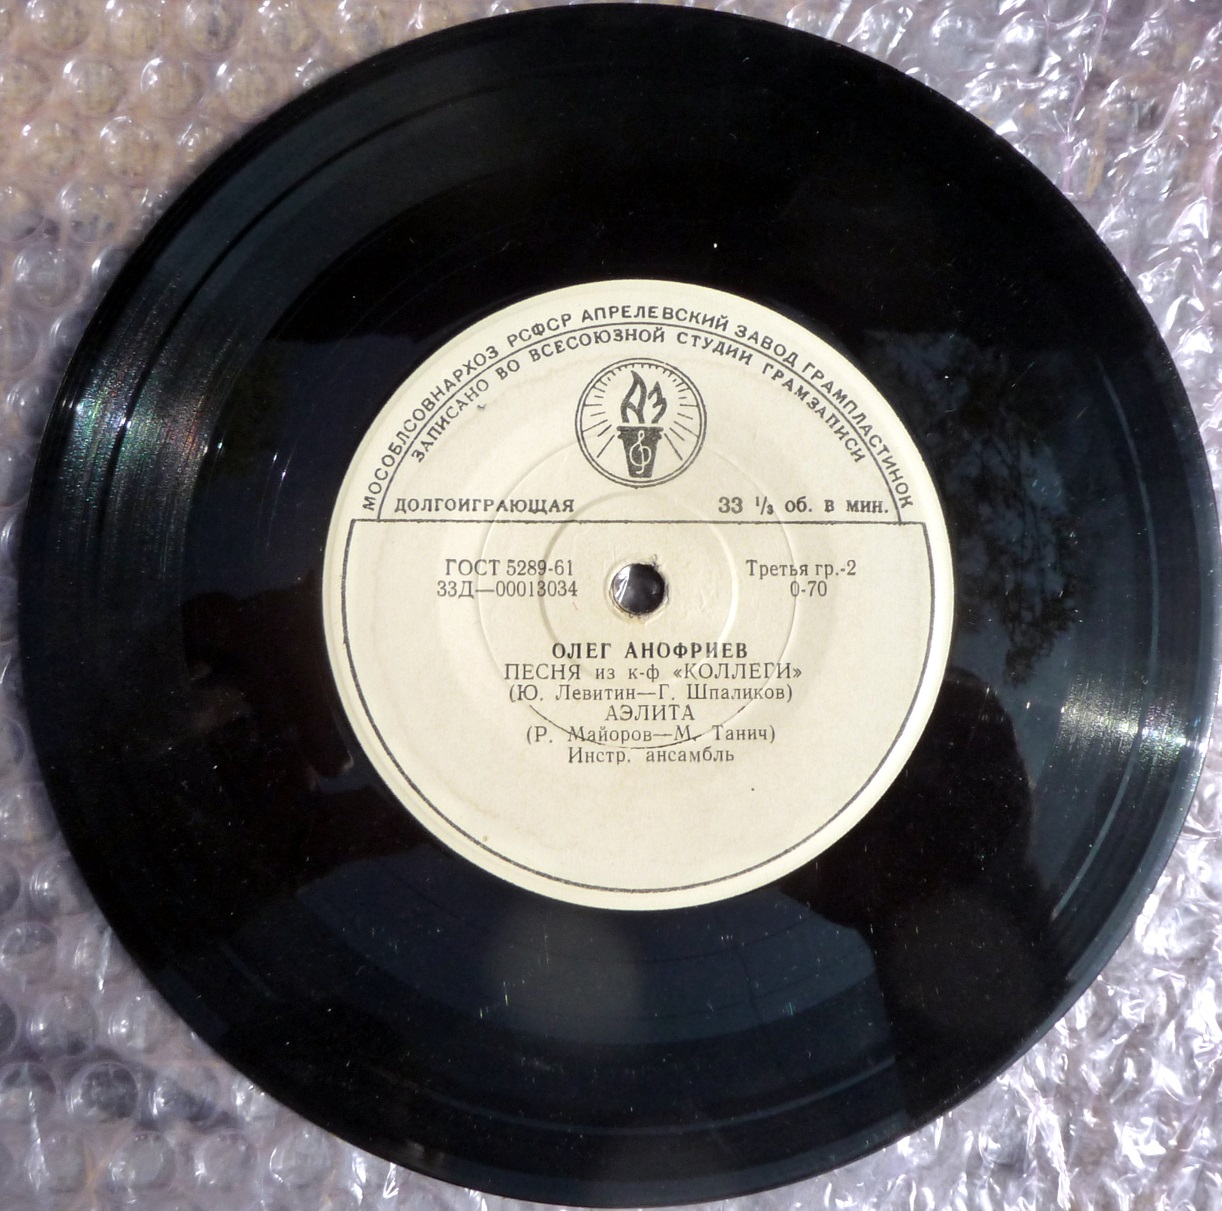 МОСОБЛСОВНАРХОЗ РСФСР АПРЕЛЕВСКИЙ ЗАВОД ГРАМПЛАСТИНОК
ЗАПИСАНО ВО ВСЕСОЮЗНОЙ СТУДИИ ГРАМЗАПИСИ
АЗ
ДОЛГОИГРАЮЩАЯ 33 1/3 об. в мин.
ГОСТ 5289-61 Третья гр.-2
33Д—00013034 0-70
ОЛЕГ АНОФРИЕВ
ПЕСНЯ из к-ф «КОЛЛЕГИ»
(Ю. Левитин—Г. Шпаликов)
АЭЛИТА
(Р. Майоров—М. Танич)
Инстр. ансамбль